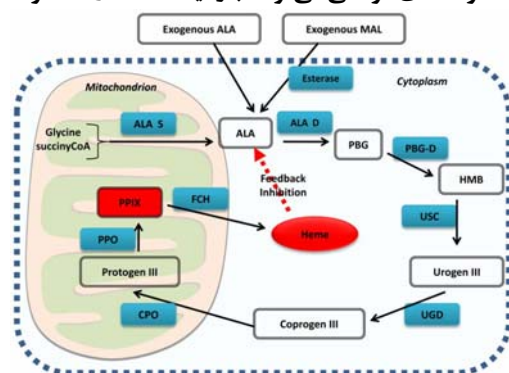 Exogenous ALA
Exogenous MAL
Esterase
Mitochondrion
Cytoplasm
ALA S
ALA
ALA D
PBG
PBG-D
HMB
Glycine
succinyCoA
Feedback
Inhibition
PPIX
FCH
Heme
USC
PPO
Protogen III
Urogen III
CPO
Coprogen III
UGD